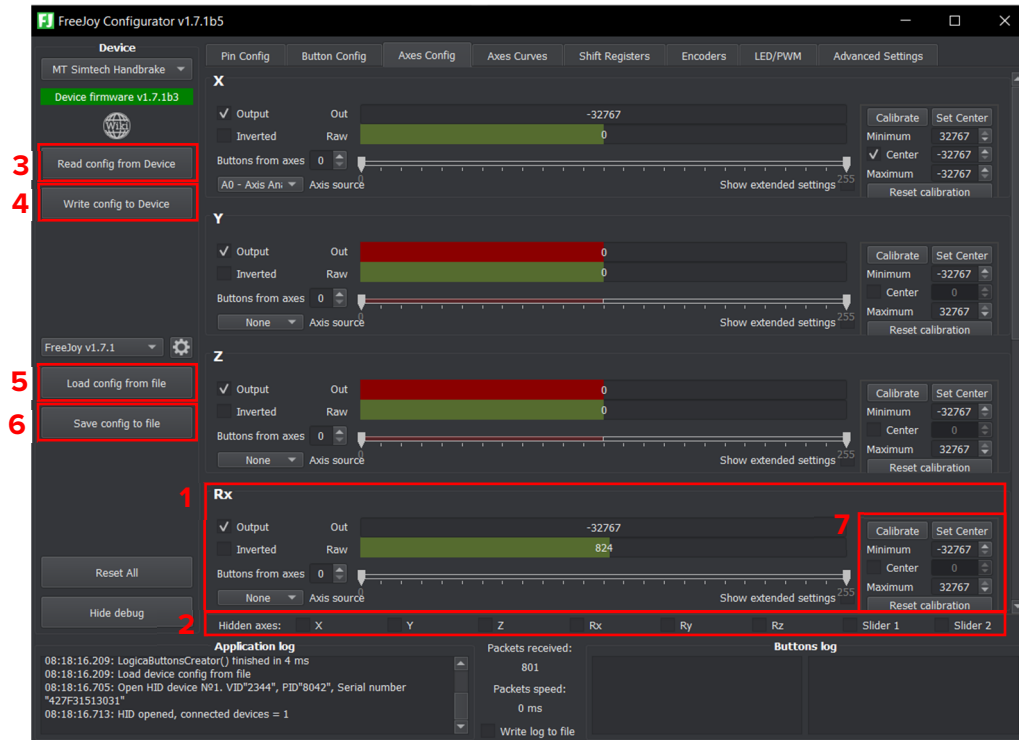 FreeJoy Configurator v1.7.1b5
Device
MT Simtech Handbrake
Device firmware v1.7.1b3
Wiki
3
Read config from Device
4
Write config to Device
FreeJoy v1.7.1
5
Load config from file
6
Save config to file
Reset All
Hide debug
Pin Config Button Config Axes Config Axes Curves Shift Registers Encoders LED/PWM Advanced Settings
X
Output Out -32767
Inverted Raw 0
Buttons from axes 0
0 255
A0 - Axis Ana Axis source Show extended settings
Calibrate Set Center
Minimum 32767
Center -32767
Maximum -32767
Reset calibration
Y
Output Out 0
Inverted Raw 0
Buttons from axes 0
0 255
None Axis source Show extended settings
Calibrate Set Center
Minimum -32767
Center 0
Maximum 32767
Reset calibration
Z
Output Out 0
Inverted Raw 0
Buttons from axes 0
0 255
None Axis source Show extended settings
Calibrate Set Center
Minimum -32767
Center 0
Maximum 32767
Reset calibration
1
Rx
Output Out -32767
Inverted Raw 824
Buttons from axes 0
0 255
None Axis source Show extended settings
7
Calibrate Set Center
Minimum -32767
Center 0
Maximum 32767
Reset calibration
2
Hidden axes: X Y Z Rx Ry Rz Slider 1 Slider 2
Application log
08:18:16.209: LogicaButtonsCreator() finished in 4 ms
08:18:16.209: Load device config
from file
08:18:16.705: Open HID device №1. VID"2344", PID"8042", Serial number
"427F31513031"
08:18:16.713: HID opened, connected devices = 1
Packets received:
801
Packets speed:
0 ms
Write log to file
Buttons log